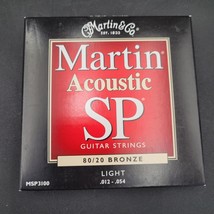 Martin & Co
EST. 1833
Martin
Acoustic
SP
GUITAR STRINGS
80/20 BRONZE
LIGHT
.012 - .054
MSP3100